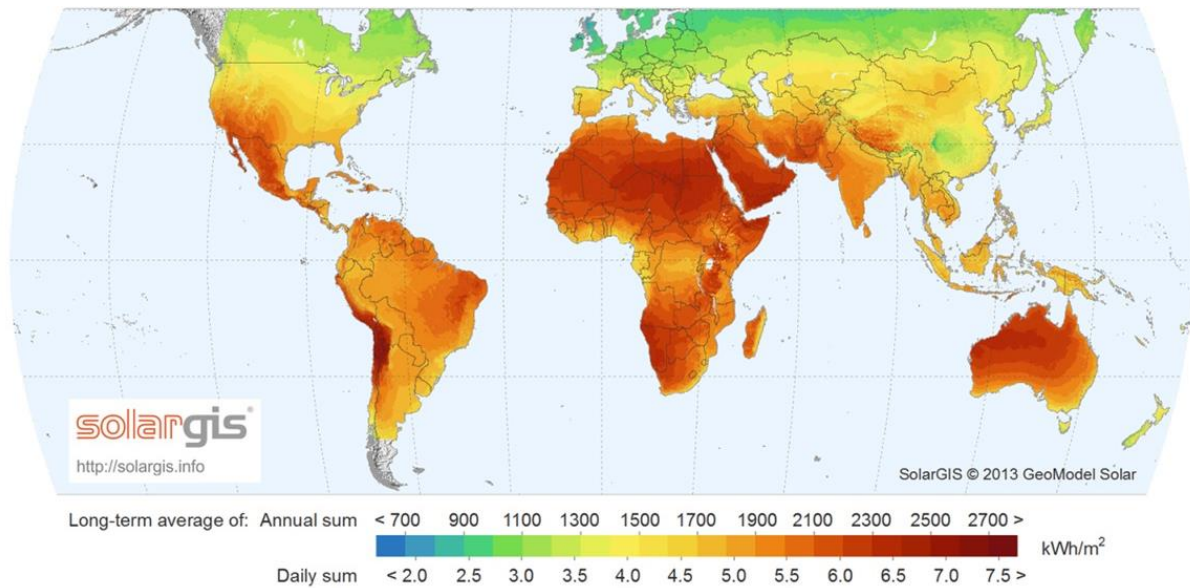 solargis®
http://solargis.info
SolarGIS © 2013 GeoModel Solar
Long-term average of: Annual sum < 700 900 1100 1300 1500 1700 1900 2100 2300 2500 2700 >
kWh/m²
Daily sum < 2.0 2.5 3.0 3.5 4.0 4.5 5.0 5.5 6.0 6.5 7.0 7.5 >